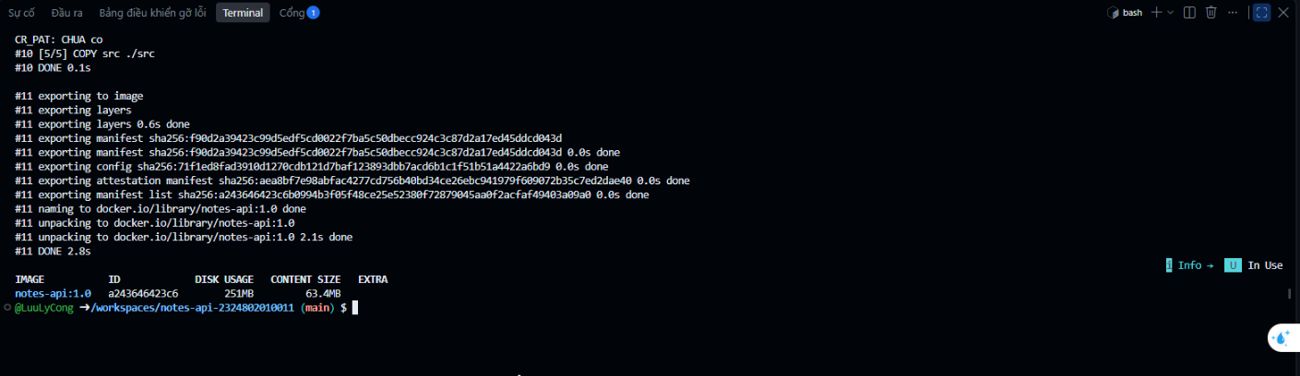 Sự cố Đầu ra Bảng điều khiển gỡ lỗi Terminal Cổng 1 bash
CR_PAT: CHUA co
#10 [5/5] COPY src ./src
#10 DONE 0.1s
#11 exporting to image
#11 exporting layers
#11 exporting layers 0.6s done
#11 exporting manifest sha256:f90d2a39423c99d5edf5cd0022f7ba5c50dbecc924c3c87d2a17ed45ddcd043d
#11 exporting manifest sha256:f90d2a39423c99d5edf5cd0022f7ba5c50dbecc924c3c87d2a17ed45ddcd043d 0.0s done
#11 exporting config sha256:71f1ed8fad3910d1270cdb121d7baf123893dbb7acd6b1c1f51b51a4422a6bd9 0.0s done
#11 exporting attestation manifest sha256:aea8bf7e98abfac4277cd756b40bd34ce26ebc941979f609072b35c7ed2dae40 0.0s done
#11 exporting manifest list sha256:a243646423c6b0994b3f05f48ce25e52380f72879045aa0f2acfaf49403a09a0 0.0s done
#11 naming to docker.io/library/notes-api:1.0 done
#11 unpacking to docker.io/library/notes-api:1.0
#11 unpacking to docker.io/library/notes-api:1.0 2.1s done
#11 DONE 2.8s
i Info → U In Use
IMAGE ID DISK USAGE CONTENT SIZE EXTRA
notes-api:1.0 a243646423c6 251MB 63.4MB
@LuuLyCong ➜/workspaces/notes-api-2324802010011 (main) $